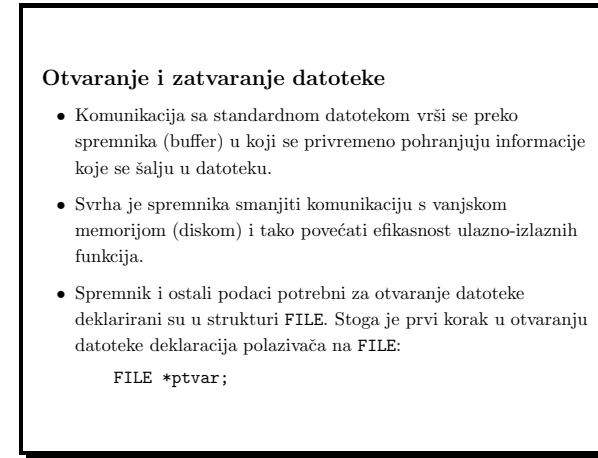 Otvaranje i zatvaranje datoteke
• Komunikacija sa standardnom datotekom vrši se preko
spremnika (buffer) u koji se privremeno pohranjuju informacije
koje se šalju u datoteku.
• Svrha je spremnika smanjiti komunikaciju s vanjskom
memorijom (diskom) i tako povećati efikasnost ulazno-izlaznih
funkcija.
• Spremnik i ostali podaci potrebni za otvaranje datoteke
deklarirani su u strukturi FILE. Stoga je prvi korak u otvaranju
datoteke deklaracija polazivača na FILE:
FILE *ptvar;